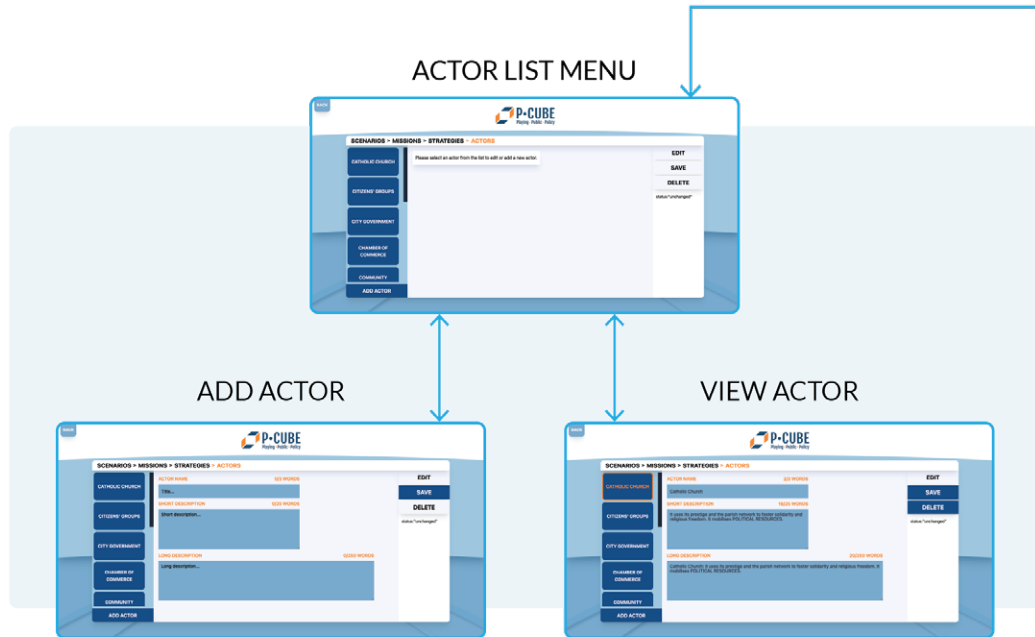 ACTOR LIST MENU
BACK
P•CUBE
Playing Public Policy
SCENARIOS > MISSIONS > STRATEGIES > ACTORS
CATHOLIC CHURCH
CITIZENS' GROUPS
CITY GOVERNMENT
CHAMBER OF
COMMERCE
COMMUNITY
ADD ACTOR
Please select an actor from the list to edit or add a new actor.
EDIT
SAVE
DELETE
status:"unchanged"
ADD ACTOR
BACK
P•CUBE
Playing Public Policy
SCENARIOS > MISSIONS > STRATEGIES > ACTORS
CATHOLIC CHURCH
CITIZENS' GROUPS
CITY GOVERNMENT
CHAMBER OF
COMMERCE
COMMUNITY
ADD ACTOR
ACTOR NAME
WORDS
Title...
SHORT DESCRIPTION
WORDS
Short description...
LONG DESCRIPTION
WORDS
Long description...
EDIT
SAVE
DELETE
status:"unchanged"
VIEW ACTOR
BACK
P•CUBE
Playing Public Policy
SCENARIOS > MISSIONS > STRATEGIES > ACTORS
CATHOLIC CHURCH
CITIZENS' GROUPS
CITY GOVERNMENT
CHAMBER OF
COMMERCE
COMMUNITY
ADD ACTOR
ACTOR NAME
WORDS
Catholic Church
SHORT DESCRIPTION
WORDS
It uses its prestige and the parish network to foster solidarity and
religious freedom. It mobilises POLITICAL RESOURCES.
LONG DESCRIPTION
WORDS
Catholic Church: it uses its prestige and the parish network to foster solidarity and religious freedom. It
mobilises POLITICAL RESOURCES.
EDIT
SAVE
DELETE
status:"unchanged"